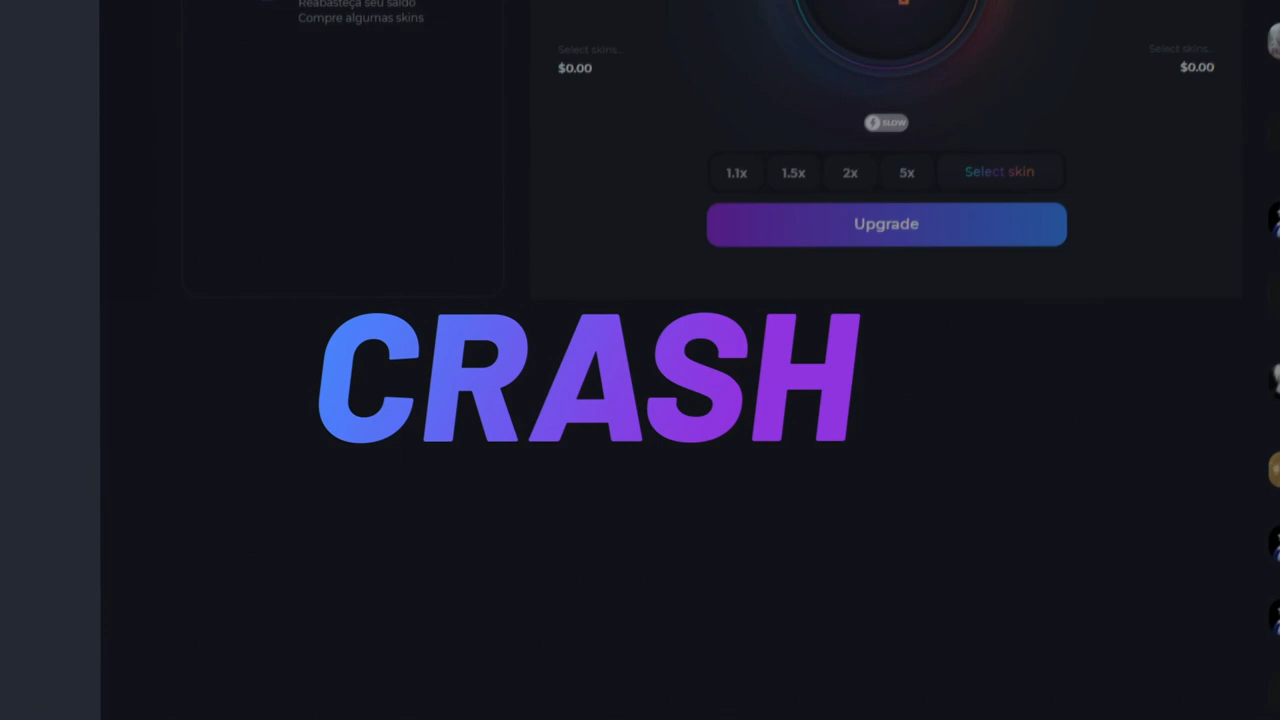 Reabasteça seu saldo
Compre algumas skins
Select skins...
$0.00
Select skins...
$0.00
SLOW
1.1x
1.5x
2x
5x
Select skin
Upgrade
CRASH